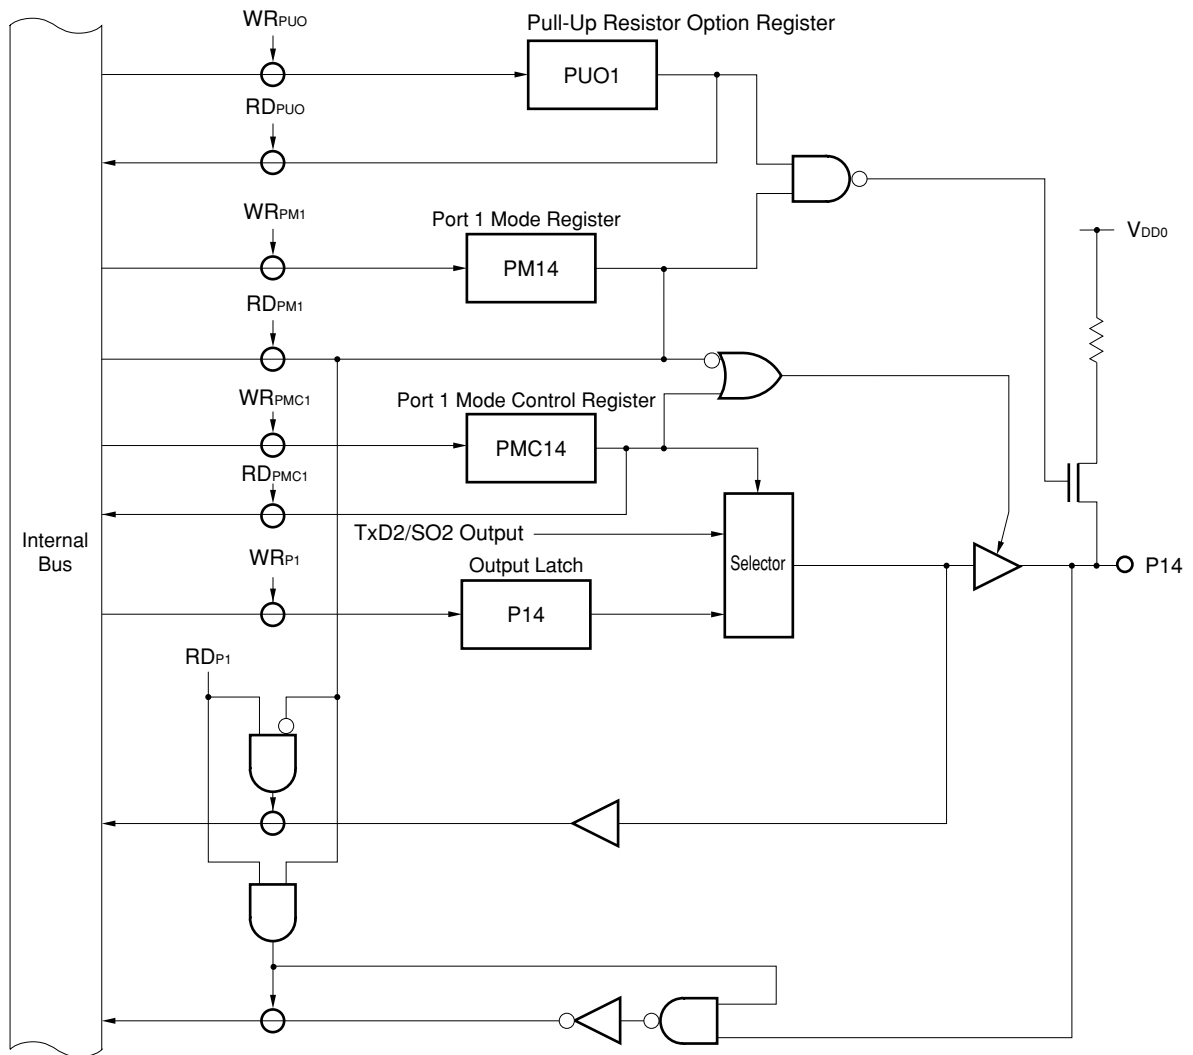 WRPUO
Pull-Up Resistor Option Register
PUO1
RDPUO
WRPM1
Port 1 Mode Register
PM14
VDD0
RDPM1
WRPMC1
Port 1 Mode Control Register
PMC14
RDPMC1
TxD2/SO2 Output
Internal
Bus
WRP1
Output Latch
P14
Selector
P14
RDP1